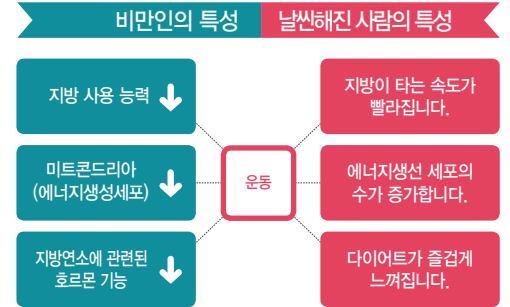 비만인의 특성
날씬해진 사람의 특성
지방 사용 능력
미트콘드리아
(에너지생성세포)
지방연소에 관련된
호르몬 기능
운동
지방이 타는 속도가
빨라집니다.
에너지생선 세포의
수가 증가합니다.
다이어트가 즐겁게
느껴집니다.